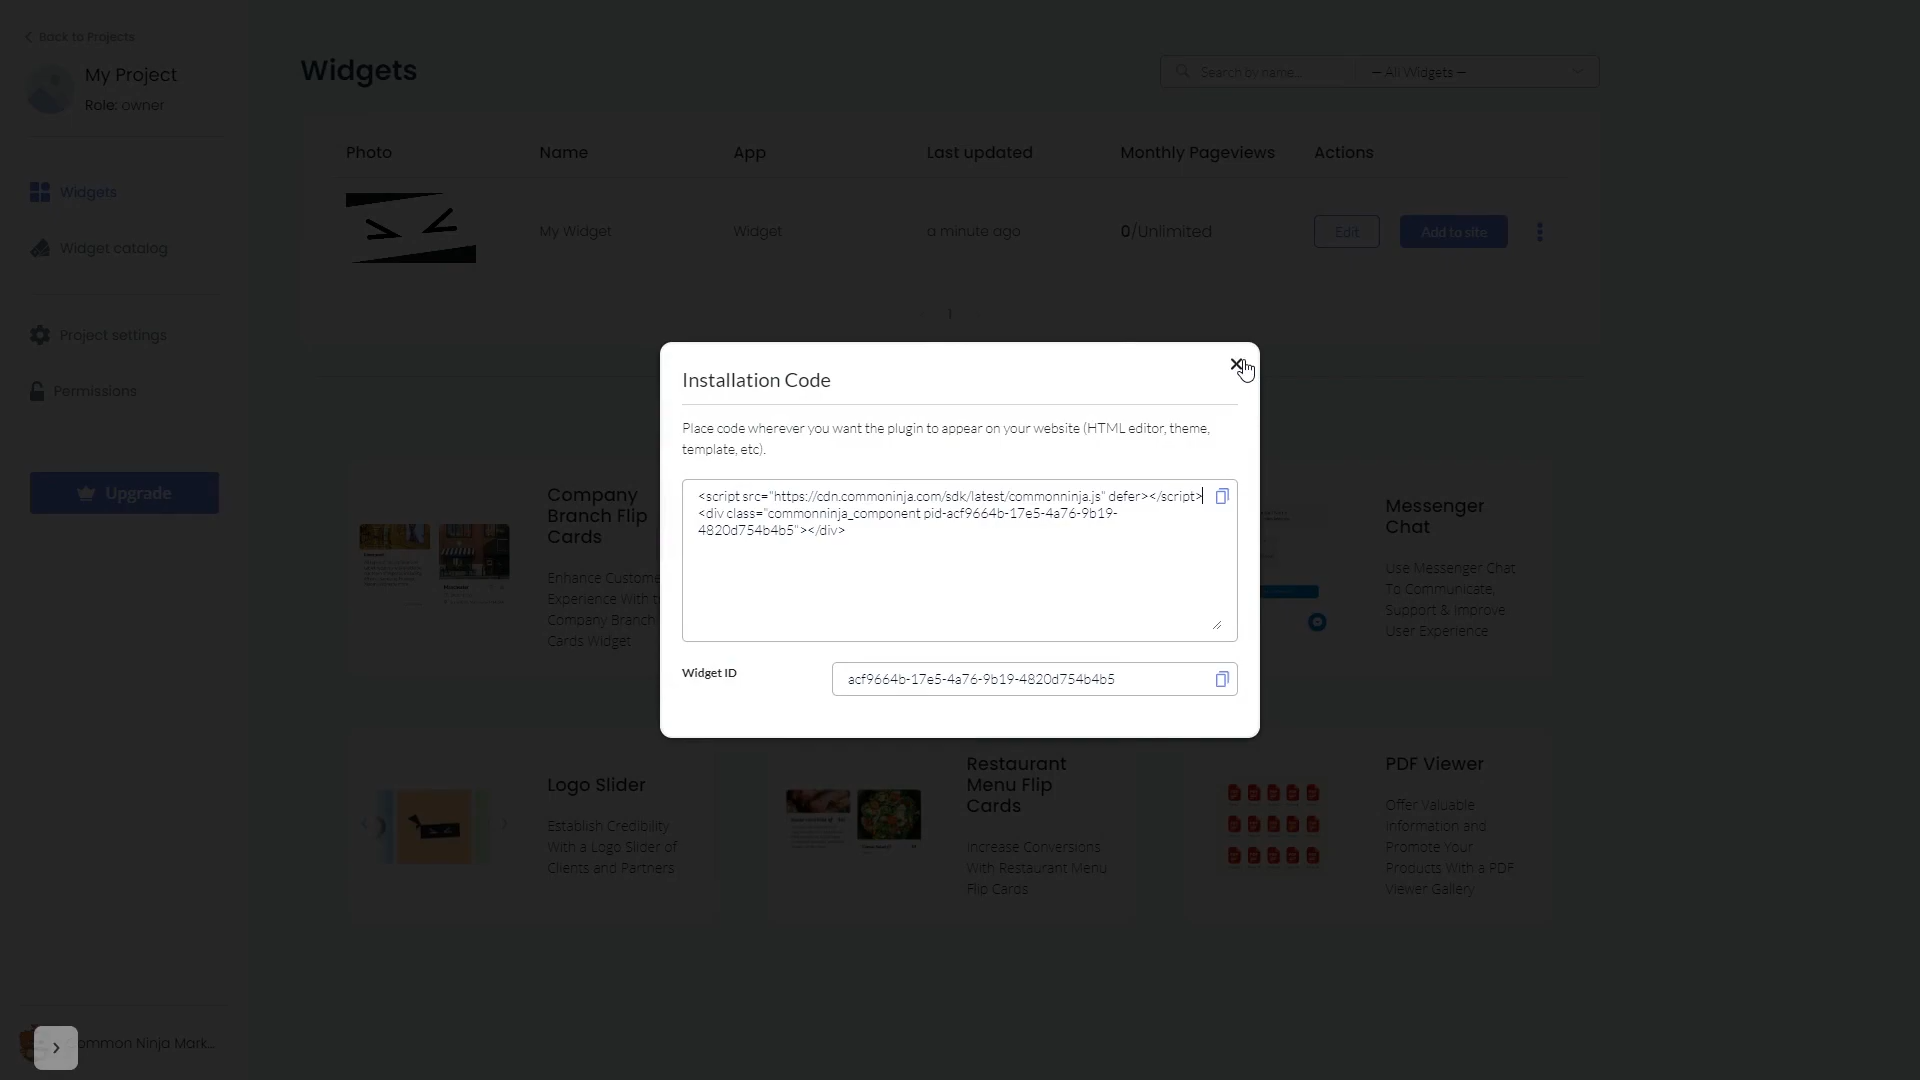 Back to Projects
My Project
Role: owner
Widgets
Widget catalog
Project settings
Permissions
Upgrade
Widgets
Search by name...
— All Widgets —
Photo Name App Last updated Monthly Pageviews Actions
My Widget Widget a minute ago 0/Unlimited Edit Add to site
1
Installation Code
Place code wherever you want the plugin to appear on your website (HTML editor, theme,
template, etc).
<script src="https://cdn.commoninja.com/sdk/latest/commonninja.js" defer></script>
<div class="commonninja_component pid-acf9664b-17e5-4a76-9b19-
4820d754b4b5"></div>
Widget ID
acf9664b-17e5-4a76-9b19-4820d754b4b5
Company
Branch Flip
Cards
Enhance Custome
Experience With
Company Branch
Cards Widget
Messenger
Chat
Use Messenger Chat
To Communicate,
Support & Improve
User Experience
Logo Slider
Establish Credibility
With a Logo Slider of
Clients and Partners
Restaurant
Menu Flip
Cards
Increase Conversions
With Restaurant Menu
Flip Cards
PDF Viewer
Offer Valuable
Information and
Promote Your
Products With a PDF
Viewer Gallery
ommon Ninja Mark...